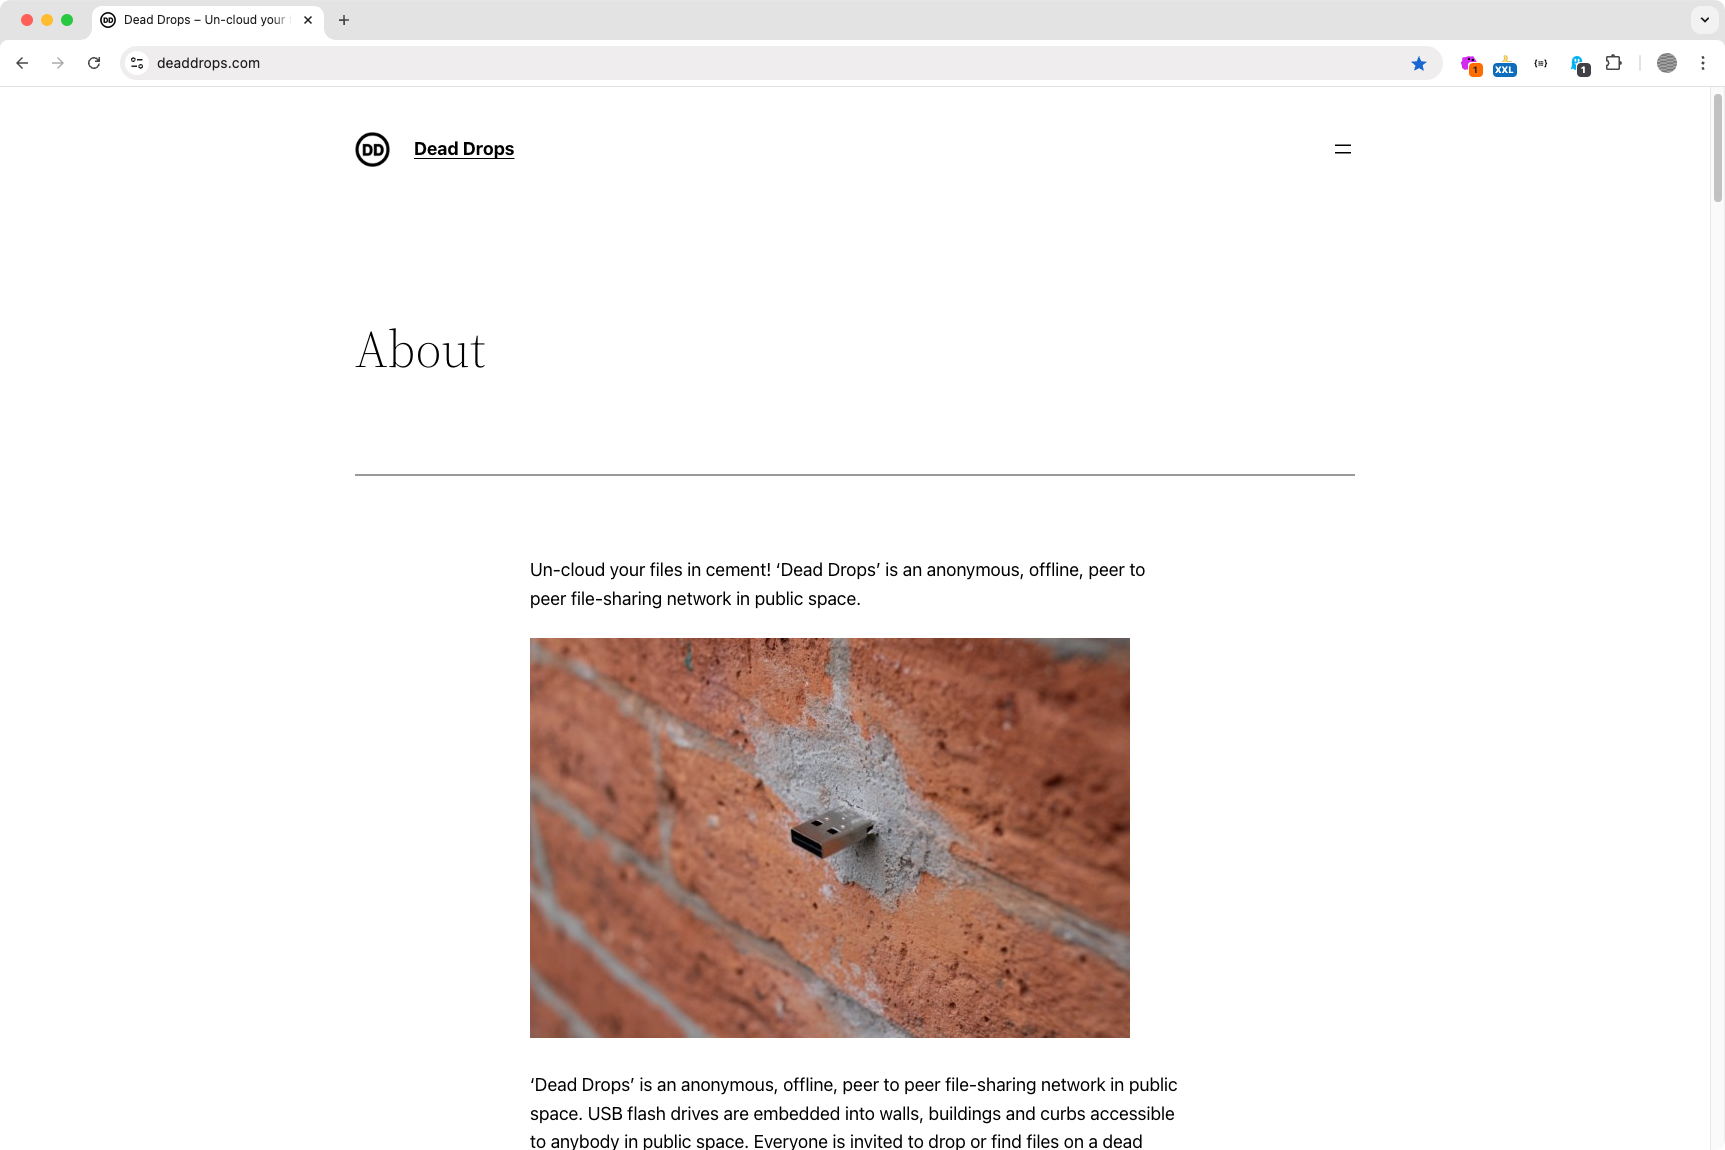 Dead Drops – Un-cloud your
deaddrops.com
1
XXL
1
DD
Dead Drops
About
Un-cloud your files in cement! ‘Dead Drops’ is an anonymous, offline, peer to
peer file-sharing network in public space.
‘Dead Drops’ is an anonymous, offline, peer to peer file-sharing network in public
space. USB flash drives are embedded into walls, buildings and curbs accessible
to anybody in public space. Everyone is invited to drop or find files on a dead